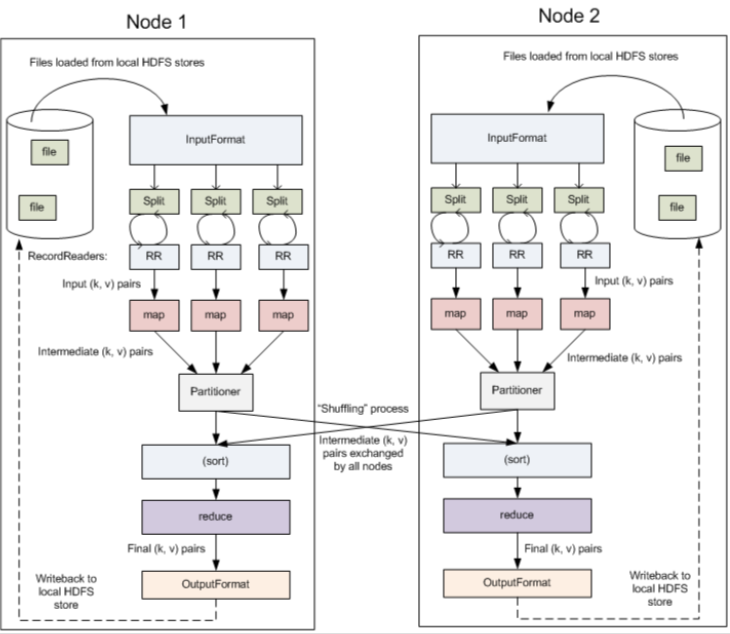 Node 1
Files loaded from local HDFS stores
file
file
InputFormat
Split
Split
Split
RecordReaders:
RR
RR
RR
Input (k, v) pairs
map
map
map
Intermediate (k, v) pairs
Partitioner
(sort)
reduce
Final (k, v) pairs
OutputFormat
Writeback to
local HDFS
store
"Shuffling" process
Intermediate (k, v)
pairs exchanged
by all nodes
Node 2
Files loaded from local HDFS stores
InputFormat
file
file
Split
Split
Split
RR
RR
RR
Input (k, v) pairs
map
map
map
Intermediate (k, v) pairs
Partitioner
(sort)
reduce
Final (k, v) pairs
OutputFormat
Writeback to
local HDFS
store